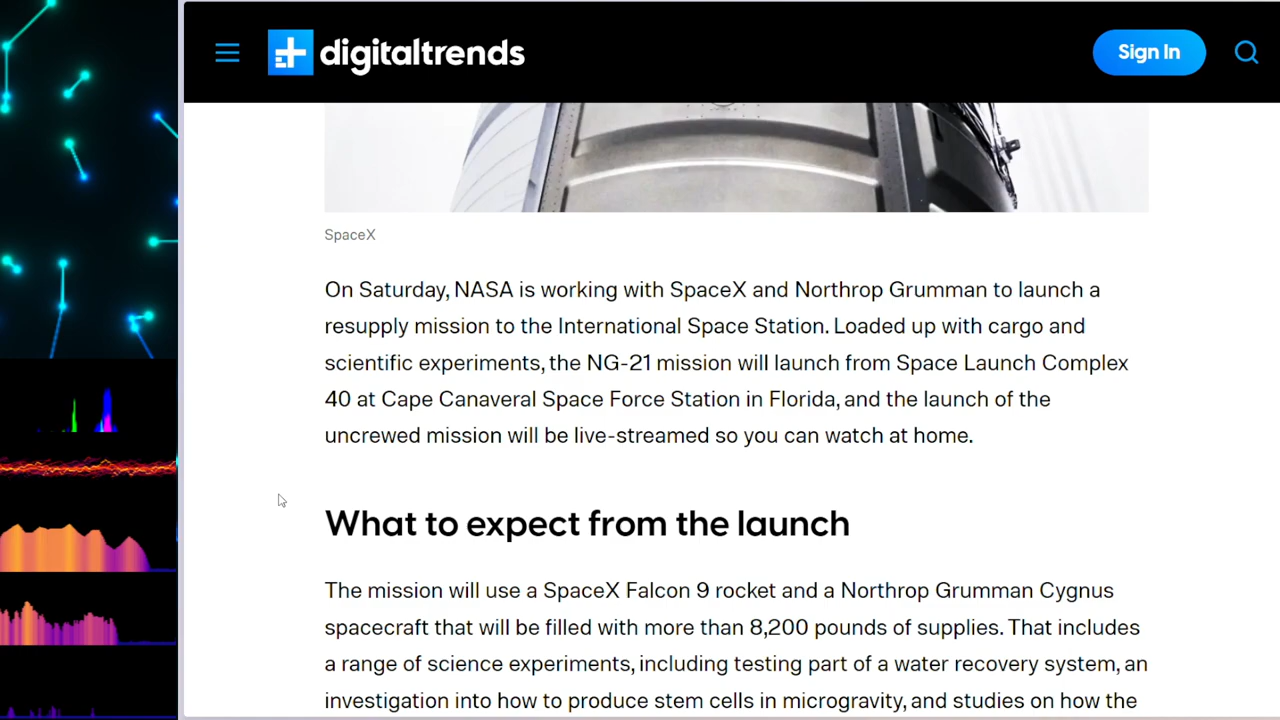 digitaltrends
Sign In
SpaceX
On Saturday, NASA is working with SpaceX and Northrop Grumman to launch a
resupply mission to the International Space Station. Loaded up with cargo and
scientific experiments, the NG-21 mission will launch from Space Launch Complex
40 at Cape Canaveral Space Force Station in Florida, and the launch of the
uncrewed mission will be live-streamed so you can watch at home.
What to expect from the launch
The mission will use a SpaceX Falcon 9 rocket and a Northrop Grumman Cygnus
spacecraft that will be filled with more than 8,200 pounds of supplies. That includes
a range of science experiments, including testing part of a water recovery system, an
investigation into how to produce stem cells in microgravity, and studies on how the